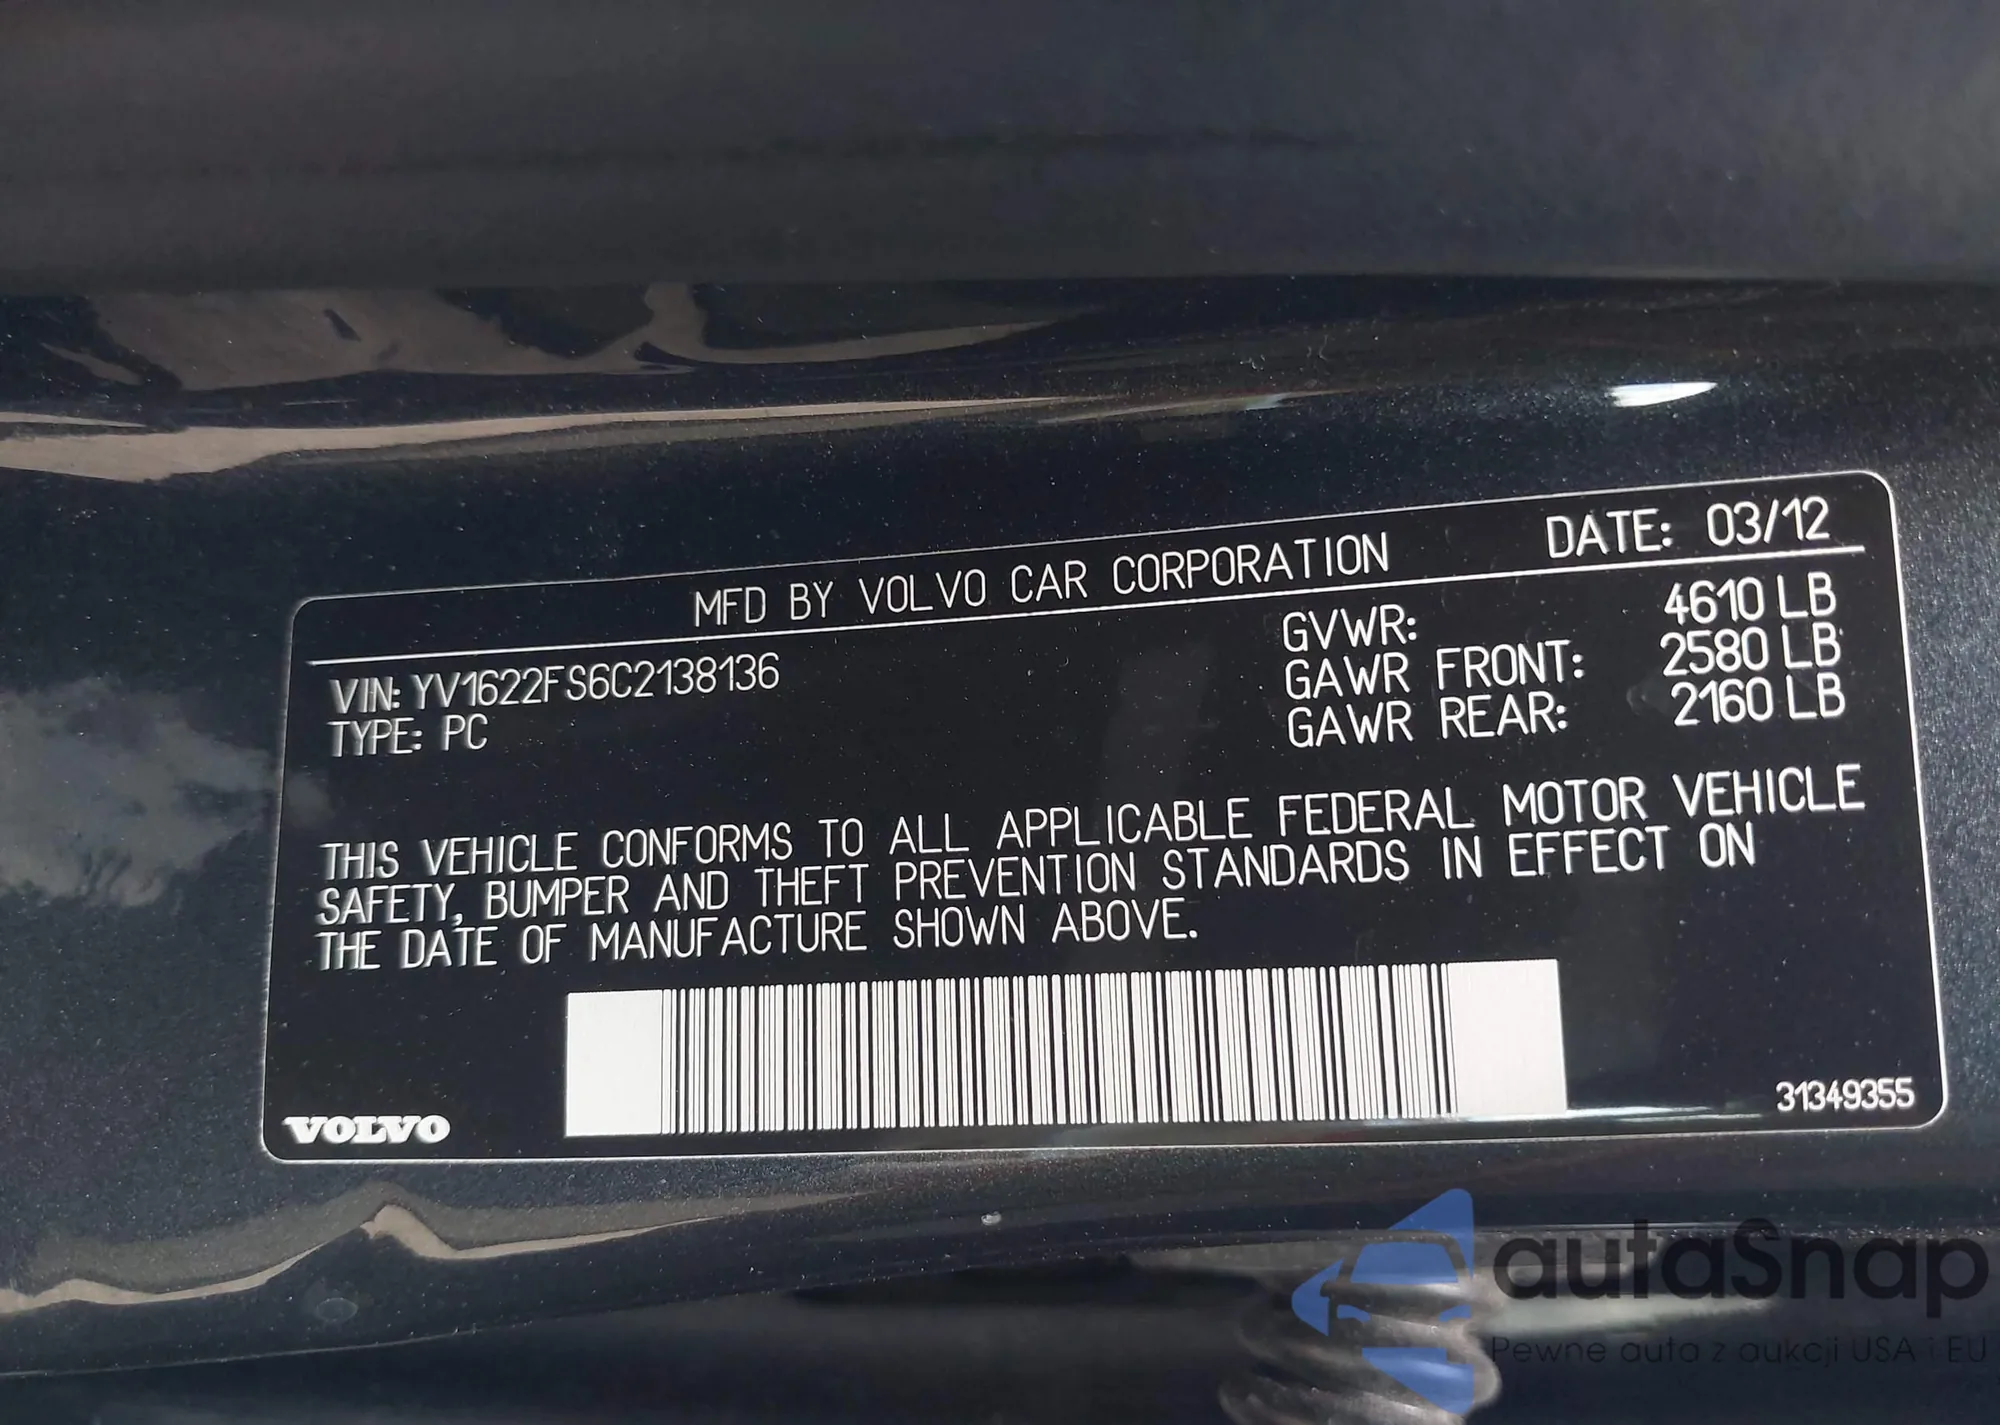 MFD BY VOLVO CAR CORPORATION DATE: 03/12
VIN: YV1622FS6C2138136
TYPE: PC
GVWR: 4610 LB
GAWR FRONT: 2580 LB
GAWR REAR: 2160 LB
THIS VEHICLE CONFORMS TO ALL APPLICABLE FEDERAL MOTOR VEHICLE
SAFETY, BUMPER AND THEFT PREVENTION STANDARDS IN EFFECT ON
THE DATE OF MANUFACTURE SHOWN ABOVE.
VOLVO
31349355
autaSnap
Pewne auta z aukcji USA i EU